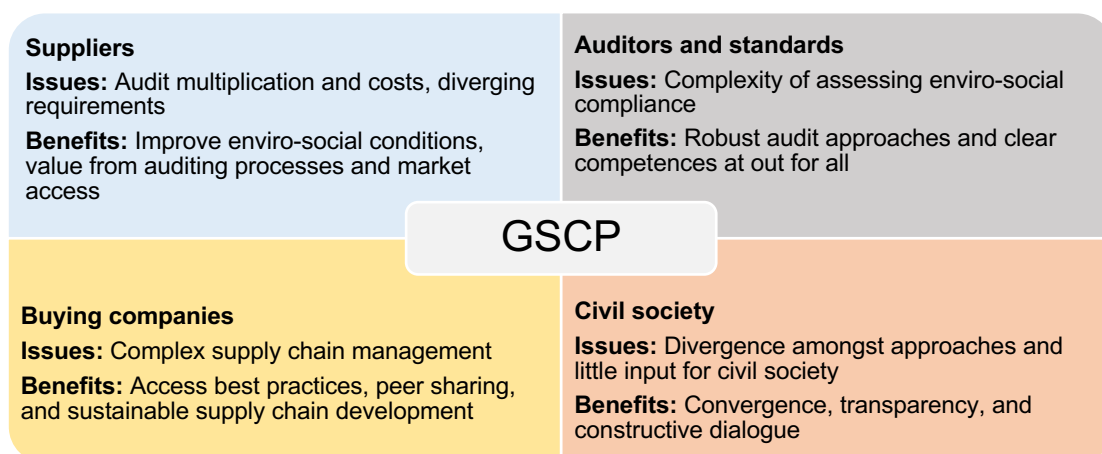 Suppliers
Issues: Audit multiplication and costs, diverging
requirements
Benefits: Improve enviro-social conditions,
value from auditing processes and market
access
Auditors and standards
Issues: Complexity of assessing enviro-social
compliance
Benefits: Robust audit approaches and clear
competences at out for all
GSCP
Buying companies
Issues: Complex supply chain management
Benefits: Access best practices, peer sharing,
and sustainable supply chain development
Civil society
Issues: Divergence amongst approaches and
little input for civil society
Benefits: Convergence, transparency, and
constructive dialogue